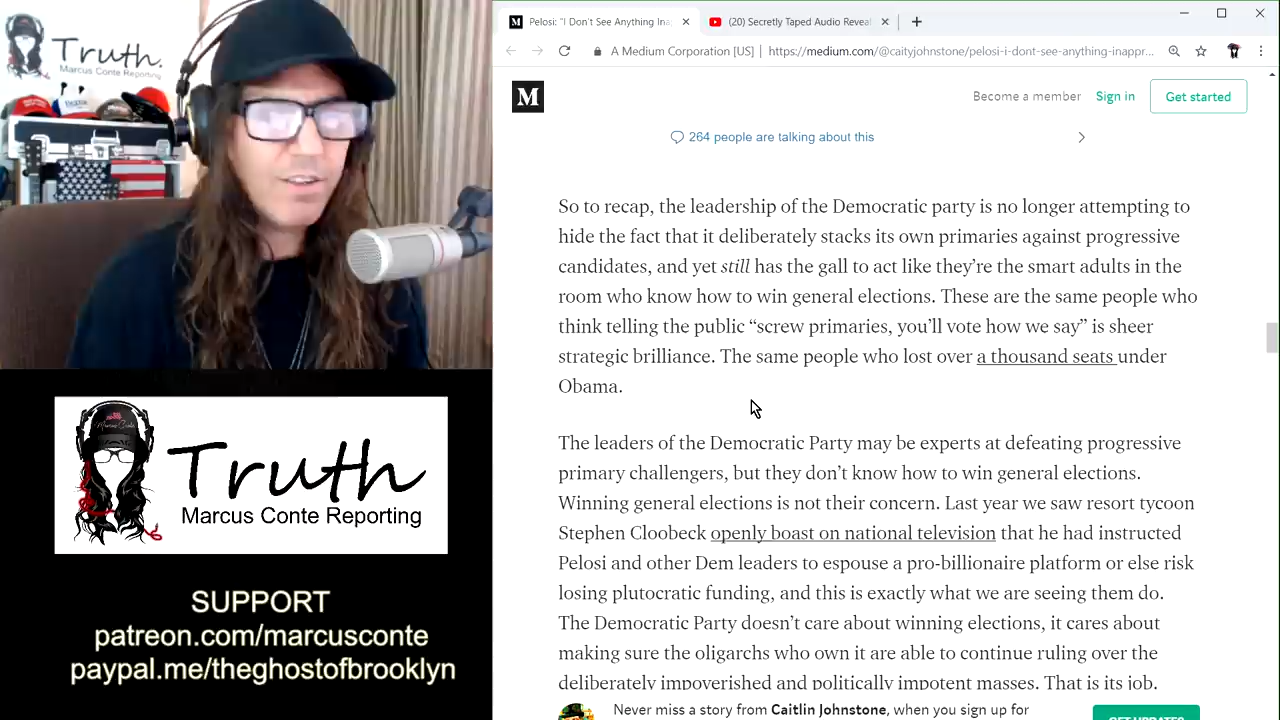 Truth.
Marcus Conte Reporting
Pelosi: "I Don't See Anything Ina
(20) Secretly Taped Audio Reveal
A Medium Corporation [US] | https://medium.com/@caityjohnstone/pelosi-i-dont-see-anything-inappr...
M
Become a member
Sign in
Get started
264 people are talking about this
So to recap, the leadership of the Democratic party is no longer attempting to
hide the fact that it deliberately stacks its own primaries against progressive
candidates, and yet still has the gall to act like they're the smart adults in the
room who know how to win general elections. These are the same people who
think telling the public “screw primaries, you'll vote how we say” is sheer
strategic brilliance. The same people who lost over a thousand seats under
Obama.
The leaders of the Democratic Party may be experts at defeating progressive
primary challengers, but they don't know how to win general elections.
Winning general elections is not their concern. Last year we saw resort tycoon
Stephen Cloobeck openly boast on national television that he had instructed
Pelosi and other Dem leaders to espouse a pro-billionaire platform or else risk
losing plutocratic funding, and this is exactly what we are seeing them do.
The Democratic Party doesn't care about winning elections, it cares about
making sure the oligarchs who own it are able to continue ruling over the
deliberately impoverished and politically impotent masses. That is its job.
Never miss a story from Caitlin Johnstone, when you sign up for
GET UPDATES
Truth
Marcus Conte Reporting
SUPPORT
patreon.com/marcusconte
paypal.me/theghostofbrooklyn